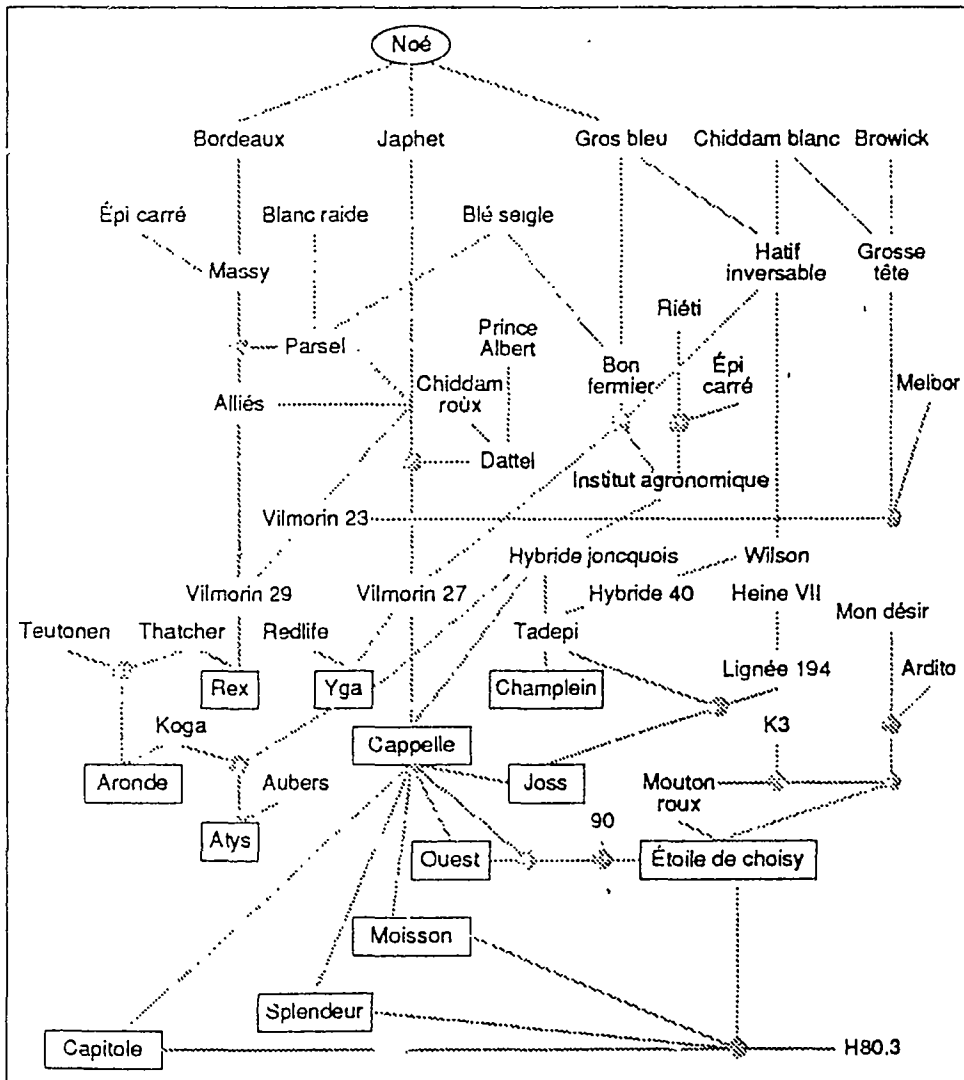 Noé
Bordeaux Japhet Gros bleu Chiddam blanc Browick
Épi carré Blanc raide Blé seigle
Massy
Hatif
inversable
Grosse
tête
Riéti
Parsel
Prince
Albert
Bon
fermier
Épi
carré
Melbor
Alliés
Chiddam
roux
Dattel
Institut agronomique
Vilmorin 23
Hybride joncquois Wilson
Vilmorin 29 Vilmorin 27 Hybride 40 Heine VII
Mon désir
Teutonen Thatcher Redlife Tadepi
Rex Yga Champlein Lignée 194 Ardito
Koga K3
Cappelle
Aronde Aubers Joss
Mouton
roux
90
Atys Ouest Étoile de choisy
Moisson
Splendeur
Capitole H80.3